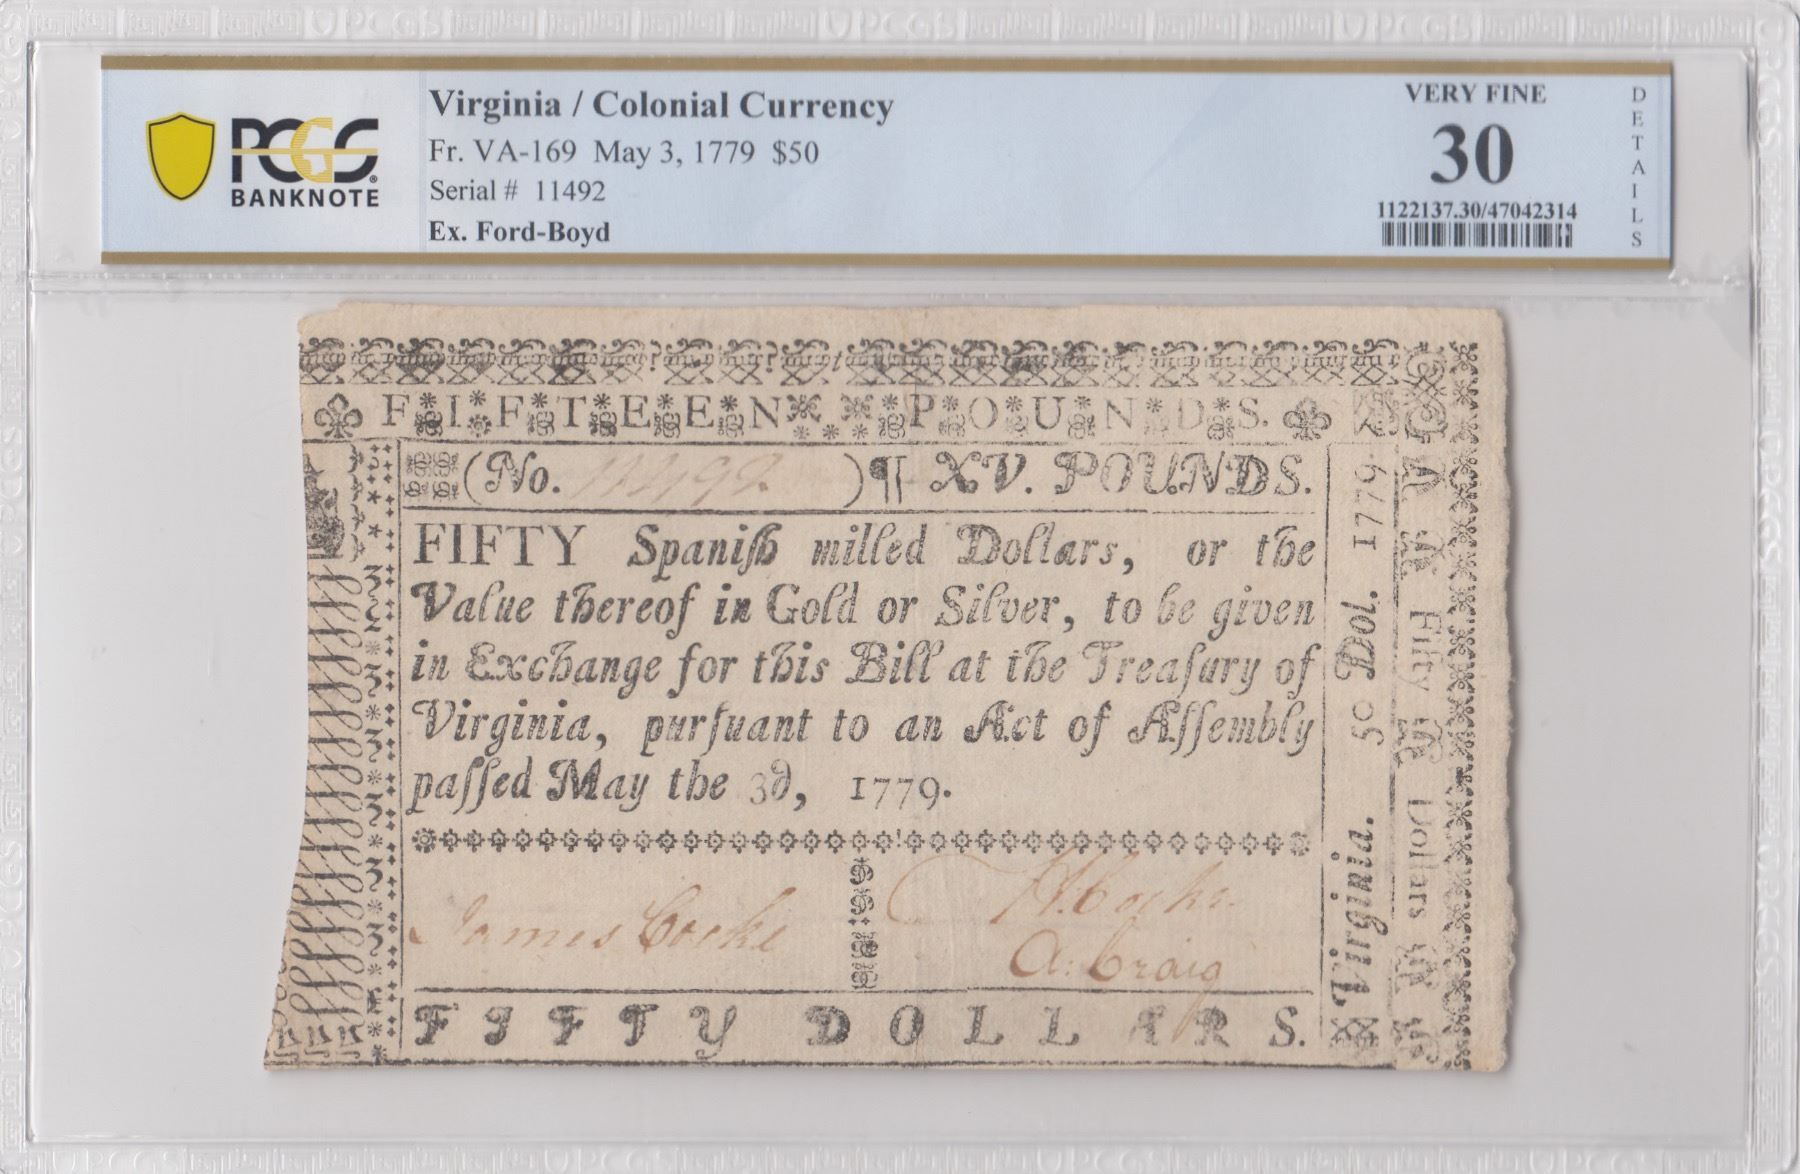 PCGS
BANKNOTE
Virginia / Colonial Currency
Fr. VA-169 May 3, 1779 $50
Serial # 11492
Ex. Ford-Boyd
VERY FINE
30
1122137.30/47042314
DETAILS
FIFTEEN POUNDS.
(No. 11492 )¶ XV. POUNDS.
FIFTY Spaniſh milled Dollars, or the
Value thereof in Gold or Silver, to be given
in Exchange for this Bill at the Treaſury of
Virginia, purſuant to an Act of Aſſembly
paſſed May the 3d, 1779.
James Cocke
A. Craig
FIFTY DOLLARS.
Virginia. 50 Dol. 1779.
Fifty Dollars